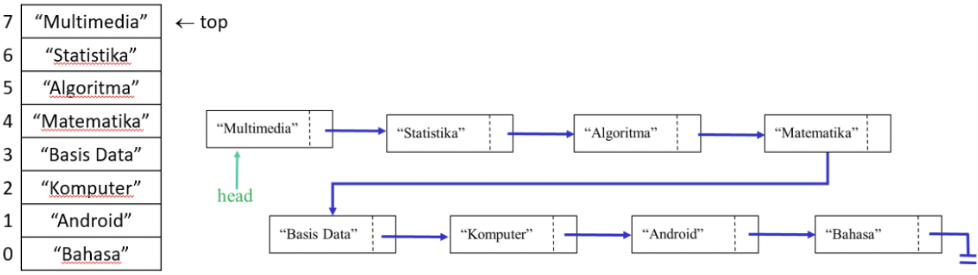 7 “Multimedia” ← top
6 “Statistika”
5 “Algoritma”
4 “Matematika”
3 “Basis Data”
2 “Komputer”
1 “Android”
0 “Bahasa”
“Multimedia” “Statistika” “Algoritma” “Matematika”
head
“Basis Data” “Komputer” “Android” “Bahasa”